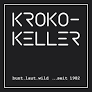 KROKO-
KELLER
bunt.laut.wild ...seit 1982